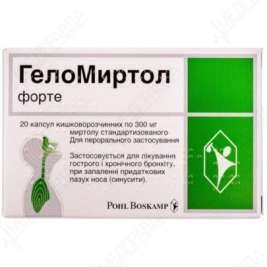 ГелоМиртол
форте
20 капсул кишковорозчинних по 300 мг
миртолу стандартизованого
Для перорального застосування
Застосовується для лікування
гострого і хронічного бронхіту,
при запаленні придаткових
пазух носа (синусити).
POHL BOSKAMP